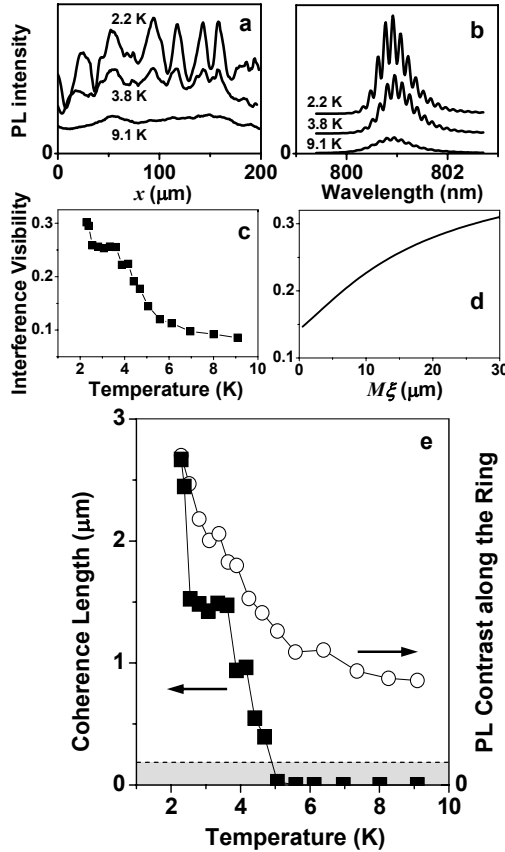 a
2.2 K
3.8 K
9.1 K
PL intensity
0
0 100 200
x (μm)
b
2.2 K
3.8 K
9.1 K
0
800 802
Wavelength (nm)
c
Interference Visibility
0.3
0.2
0.1
0 2 4 6 8 10
Temperature (K)
d
0.3
0.2
0.1
0 10 20 30
Mξ (μm)
e
Coherence Length (μm)
3
2
1
0
PL Contrast along the Ring
0
2 4 6 8 10
Temperature (K)